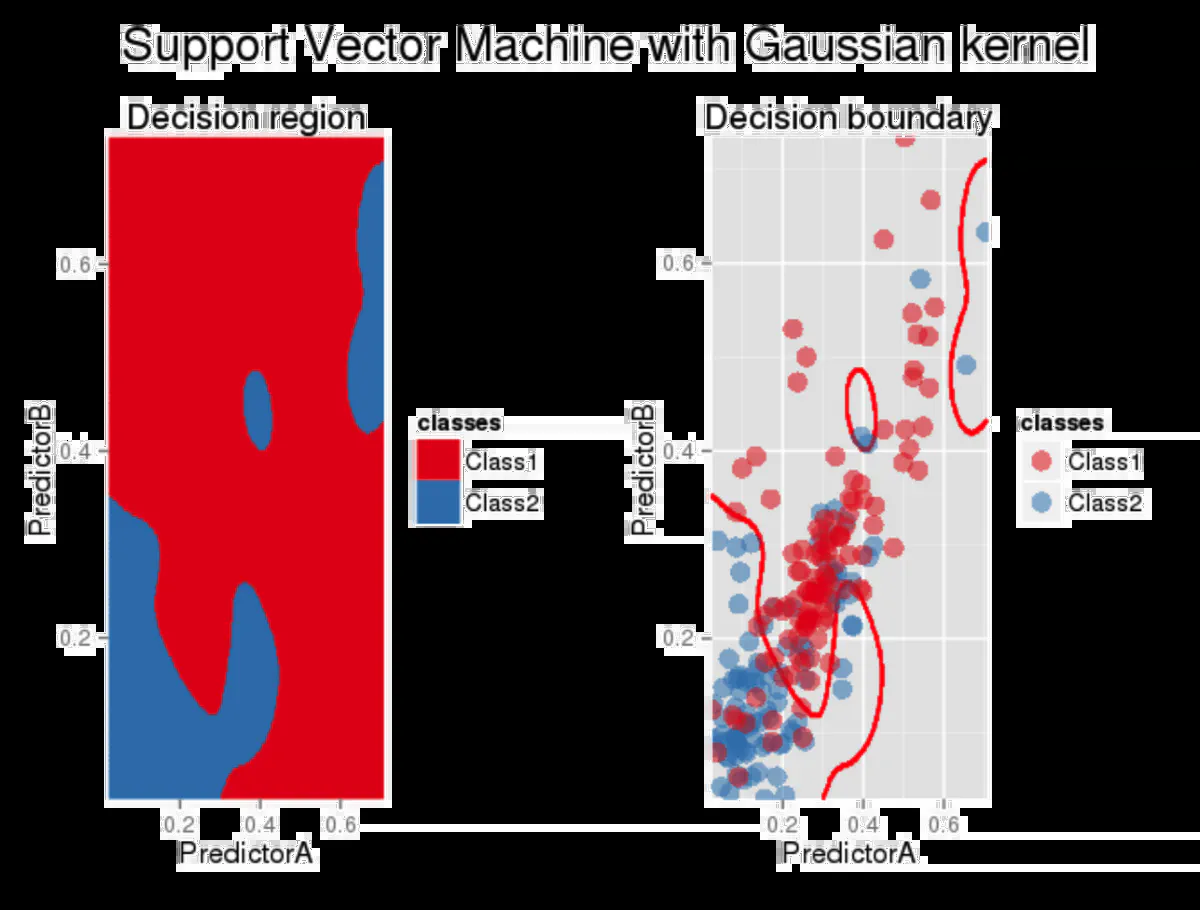 Support Vector Machine with Gaussian kernel
Decision region
Decision boundary
0.6
0.4
0.2
PredictorB
0.2 0.4 0.6
PredictorA
classes
Class1
Class2
0.6
0.4
0.2
PredictorB
0.2 0.4 0.6
PredictorA
classes
Class1
Class2